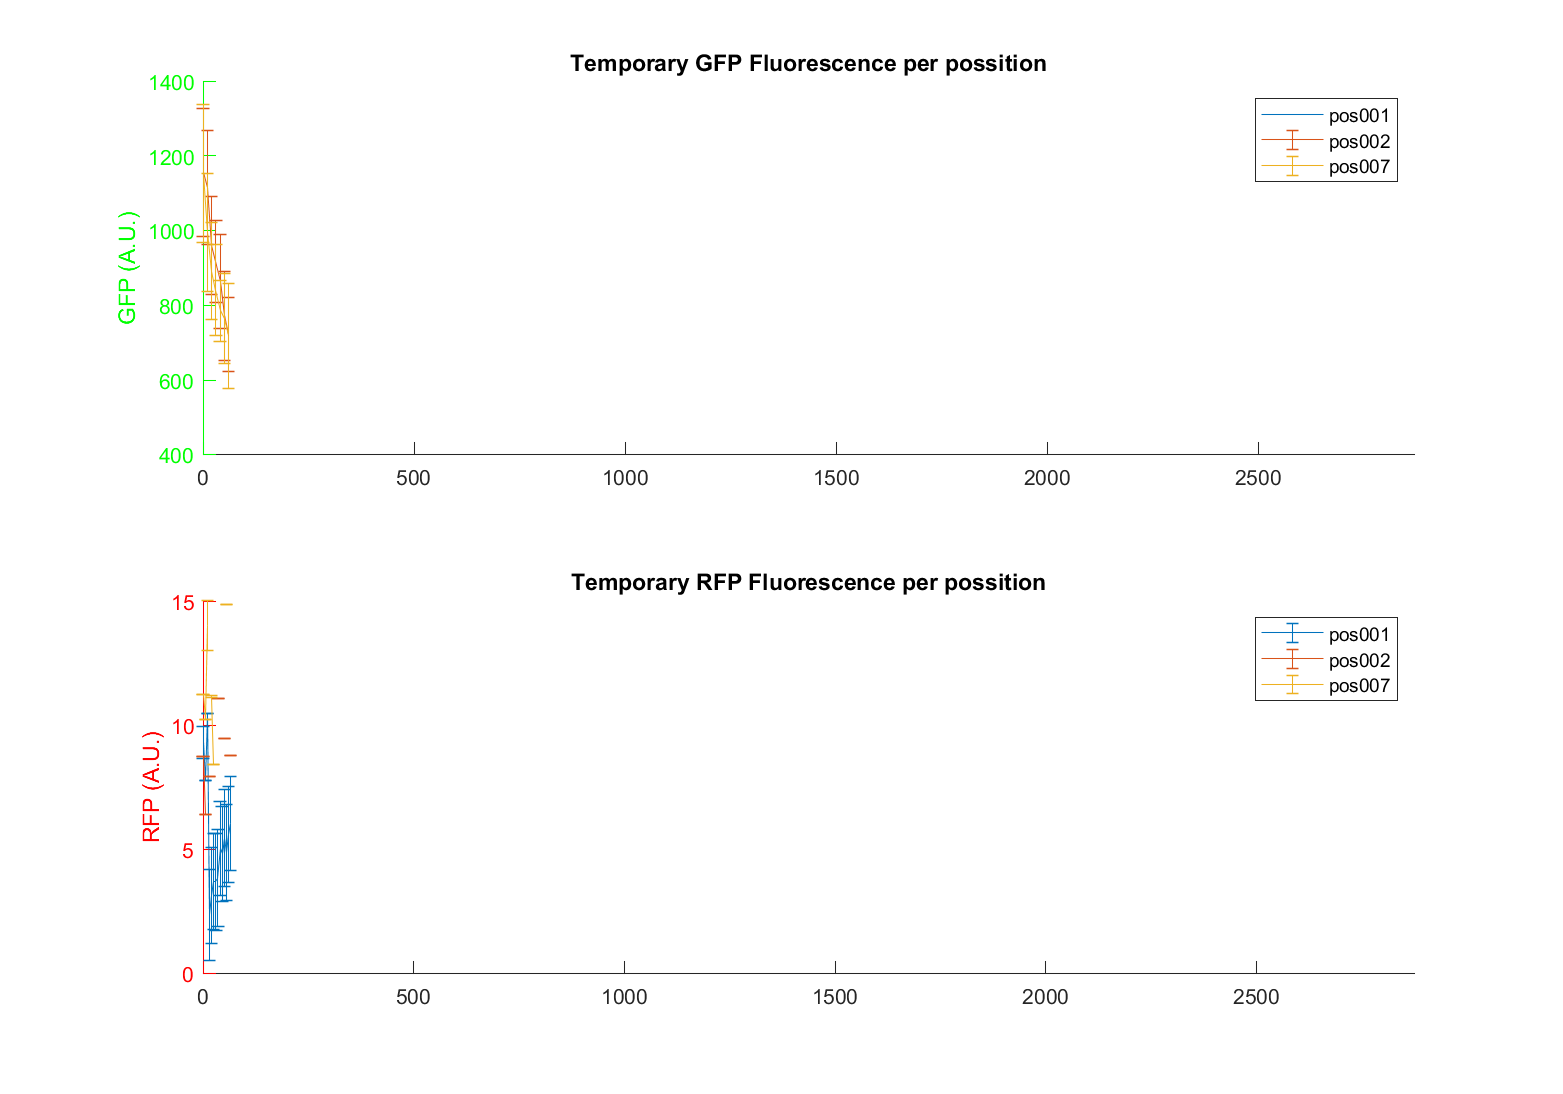 Temporary GFP Fluorescence per possition
1400
1200
1000
800
600
400
GFP (A.U.)
pos001
pos002
pos007
0 500 1000 1500 2000 2500
Temporary RFP Fluorescence per possition
15
10
5
0
RFP (A.U.)
pos001
pos002
pos007
0 500 1000 1500 2000 2500